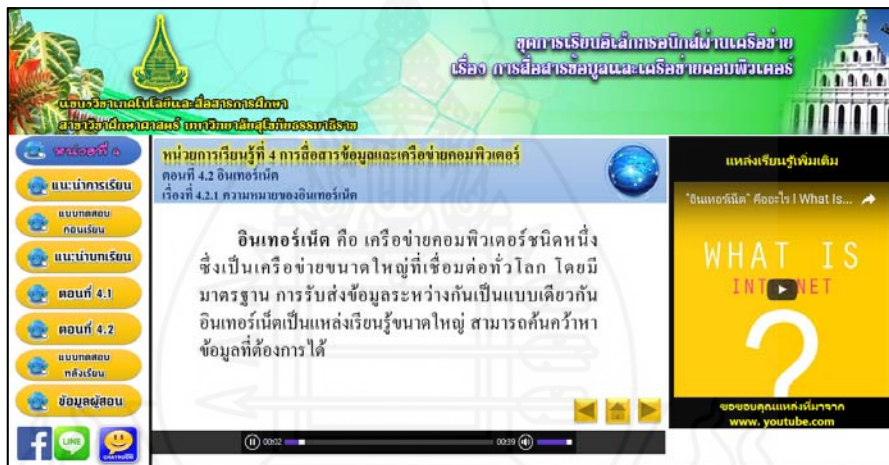 ชุดการเรียนอิเล็กทรอนิกส์ผ่านเครือข่าย
เรื่อง การสื่อสารข้อมูลและเครือข่ายคอมพิวเตอร์
แขนงวิชาเทคโนโลยีและสื่อสารการศึกษา
สาขาวิชาศึกษาศาสตร์ มหาวิทยาลัยสุโขทัยธรรมาธิราช
หน่วยที่ 4
แนะนำการเรียน
แบบทดสอบ
ก่อนเรียน
แนะนำบทเรียน
ตอนที่ 4.1
ตอนที่ 4.2
แบบทดสอบ
หลังเรียน
ข้อมูลผู้สอน
LINE
CHATROOM
หน่วยการเรียนรู้ที่ 4 การสื่อสารข้อมูลและเครือข่ายคอมพิวเตอร์
ตอนที่ 4.2 อินเทอร์เน็ต
เรื่องที่ 4.2.1 ความหมายของอินเทอร์เน็ต
อินเทอร์เน็ต คือ เครือข่ายคอมพิวเตอร์ชนิดหนึ่ง
ซึ่งเป็นเครือข่ายขนาดใหญ่ที่เชื่อมต่อทั่วโลก โดยมี
มาตรฐาน การรับส่งข้อมูลระหว่างกันเป็นแบบเดียวกัน
อินเทอร์เน็ตเป็นแหล่งเรียนรู้ขนาดใหญ่ สามารถค้นคว้าหา
ข้อมูลที่ต้องการได้
00:02
00:39
แหล่งเรียนรู้เพิ่มเติม
"อินเทอร์เน็ต" คืออะไร l What Is...
WHAT IS
INTERNET
?
ขอขอบคุณแหล่งที่มาจาก
www. youtube.com